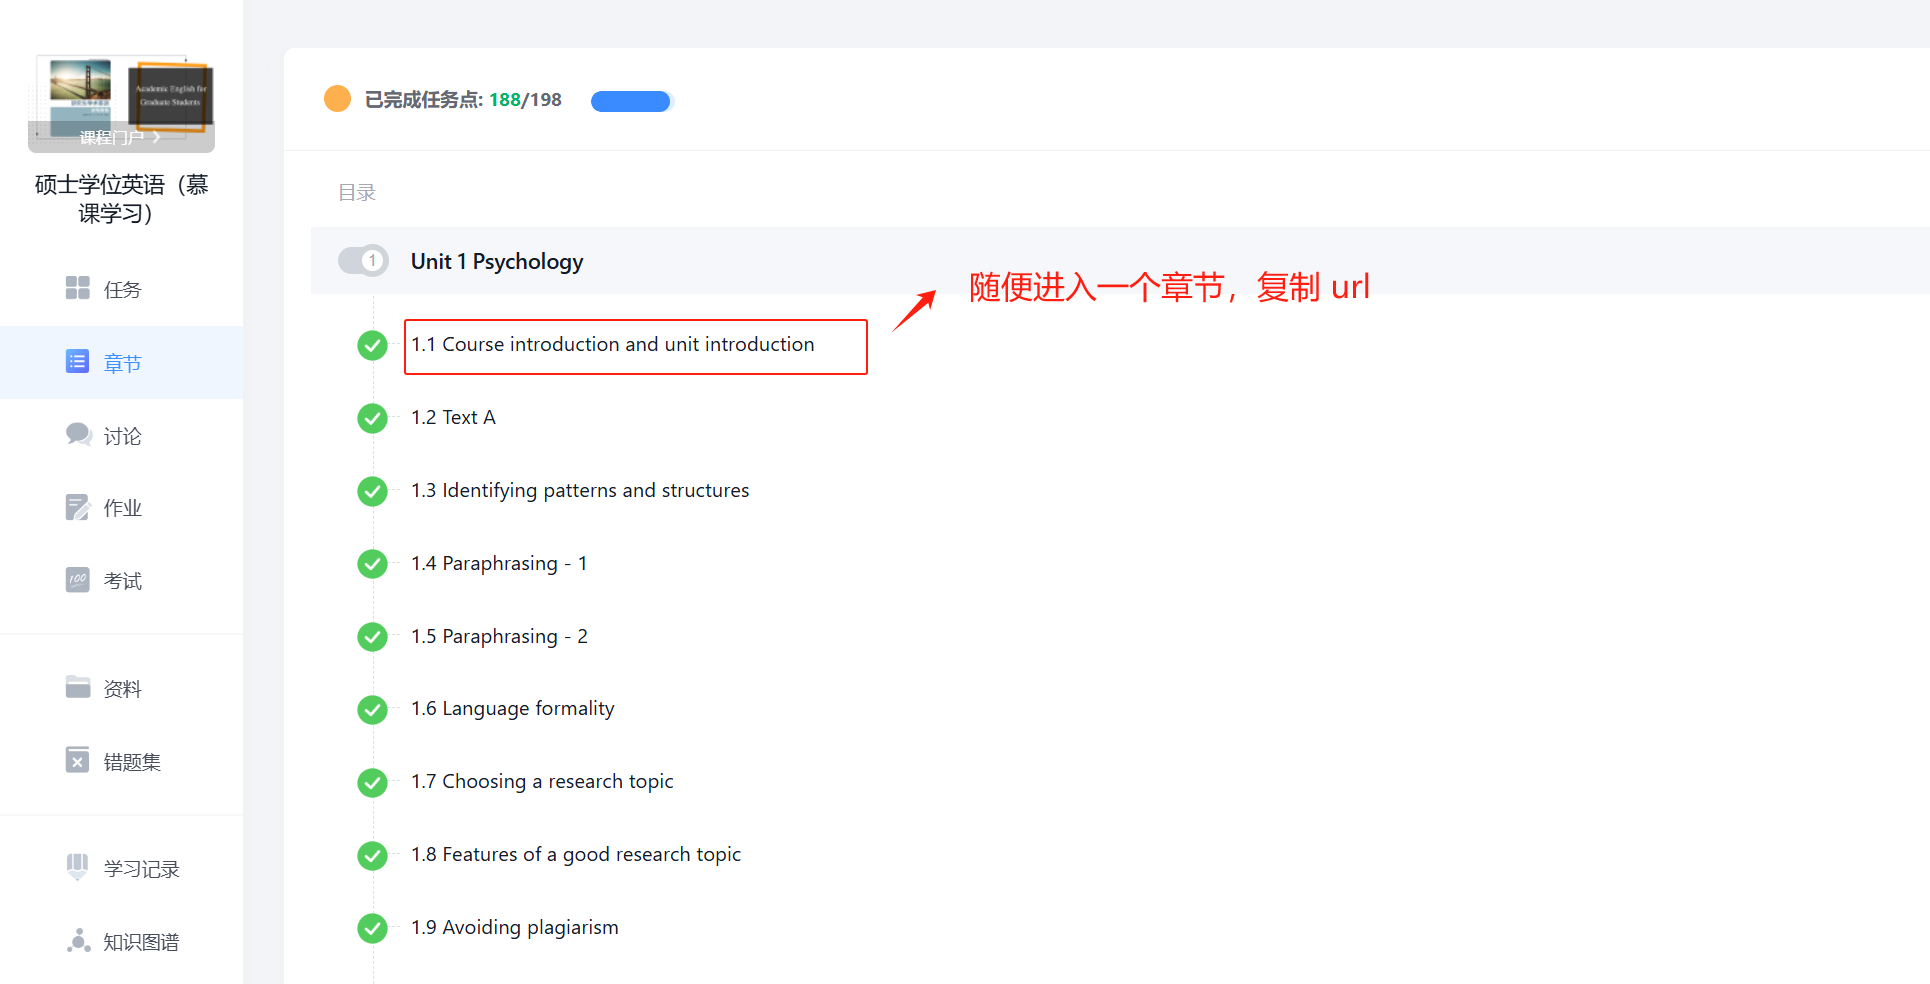 Academic English for
Graduate Students
课程门户
硕士学位英语（慕
课学习）
任务
章节
讨论
作业
100
考试
资料
错题集
学习记录
知识图谱
已完成任务点: 188/198
目录
1
Unit 1 Psychology
随便进入一个章节，复制 url
1.1 Course introduction and unit introduction
1.2 Text A
1.3 Identifying patterns and structures
1.4 Paraphrasing - 1
1.5 Paraphrasing - 2
1.6 Language formality
1.7 Choosing a research topic
1.8 Features of a good research topic
1.9 Avoiding plagiarism